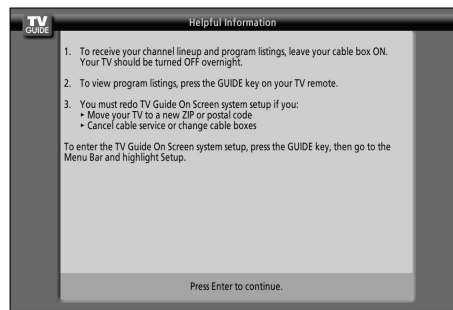 TV
GUIDE
Helpful Information
1. To receive your channel lineup and program listings, leave your cable box ON.
Your TV should be turned OFF overnight.
2. To view program listings, press the GUIDE key on your TV remote.
3. You must redo TV Guide On Screen system setup if you:
▸ Move your TV to a new ZIP or postal code
▸ Cancel cable service or change cable boxes
To enter the TV Guide On Screen system setup, press the GUIDE key, then go to the
Menu Bar and highlight Setup.
Press Enter to continue.